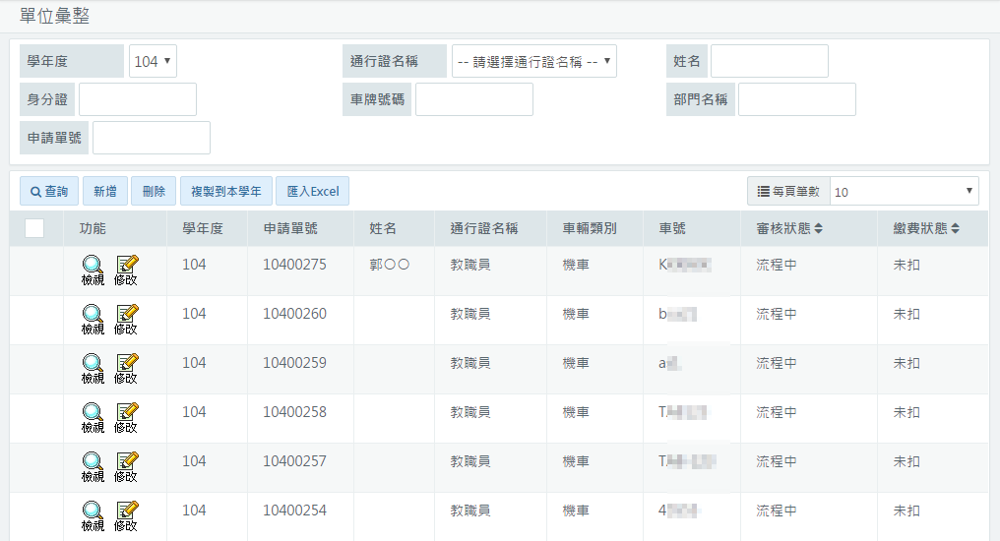 單位彙整
學年度 104 通行證名稱 -- 請選擇通行證名稱 -- 姓名
身分證 車牌號碼 部門名稱
申請單號
查詢 新增 刪除 複製到本學年 匯入Excel 每頁筆數 10
功能 學年度 申請單號 姓名 通行證名稱 車輛類別 車號 審核狀態 繳費狀態
檢視 修改 104 10400275 郭〇〇 教職員 機車 K 流程中 未扣
檢視 修改 104 10400260 教職員 機車 b 流程中 未扣
檢視 修改 104 10400259 教職員 機車 a 流程中 未扣
檢視 修改 104 10400258 教職員 機車 T 流程中 未扣
檢視 修改 104 10400257 教職員 機車 T 流程中 未扣
檢視 修改 104 10400254 教職員 機車 4 流程中 未扣